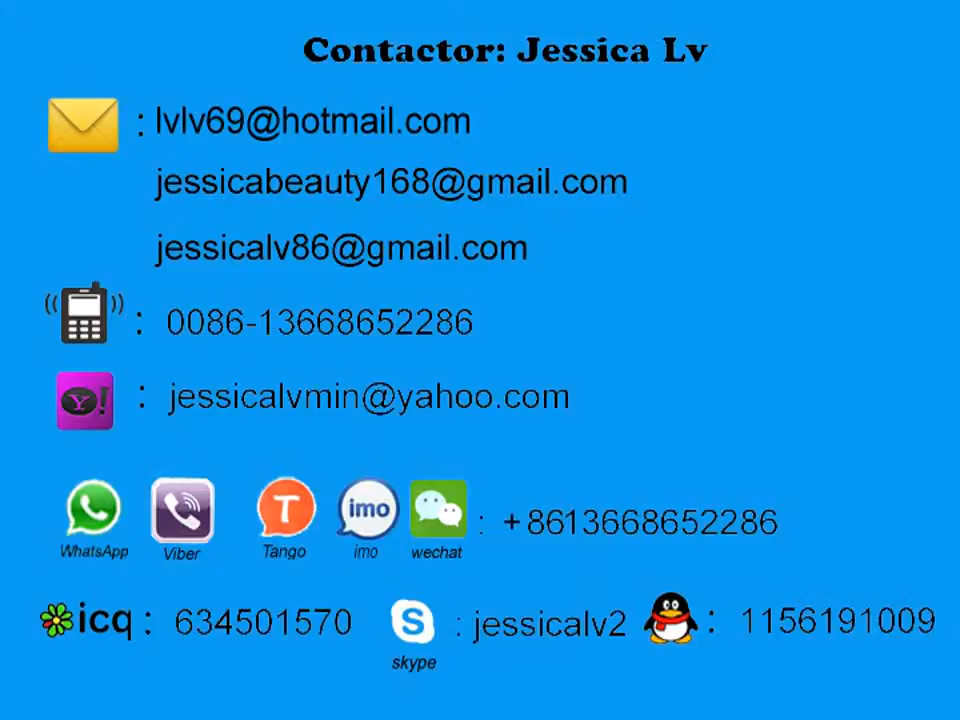 Contactor: Jessica Lv
: lvlv69@hotmail.com
jessicabeauty168@gmail.com
jessicalv86@gmail.com
: 0086-13668652286
Y! : jessicalvmin@yahoo.com
T imo : +8613668652286
WhatsApp Viber Tango imo wechat
icq : 634501570 S : jessicalv2 : 1156191009
skype